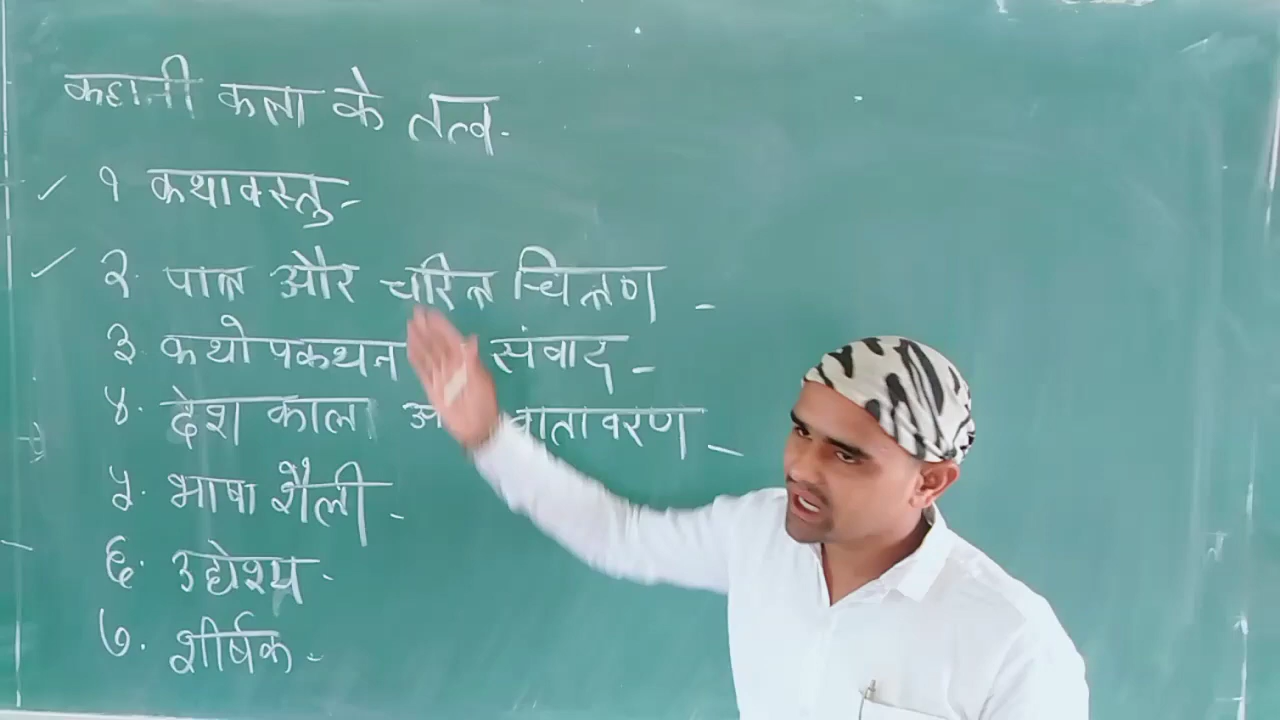 कहानी कला के तत्व-
✓ १ कथावस्तु-
✓ २. पात्र और चरित्र चित्रण -
३. कथोपकथन संवाद -
४. देश काल वातावरण -
५. भाषा शैली -
६. उद्येश्य -
७. शीर्षक -